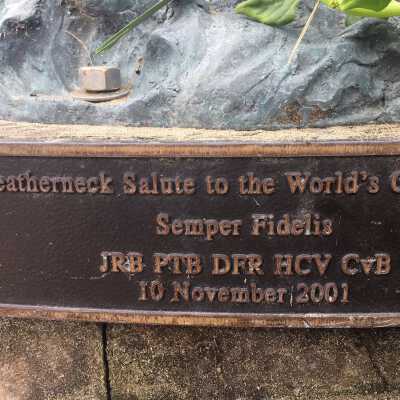 eatherneck Salute to the World's
Semper Fidelis
JRB PTB DFR HCV CvB
10 November 2001